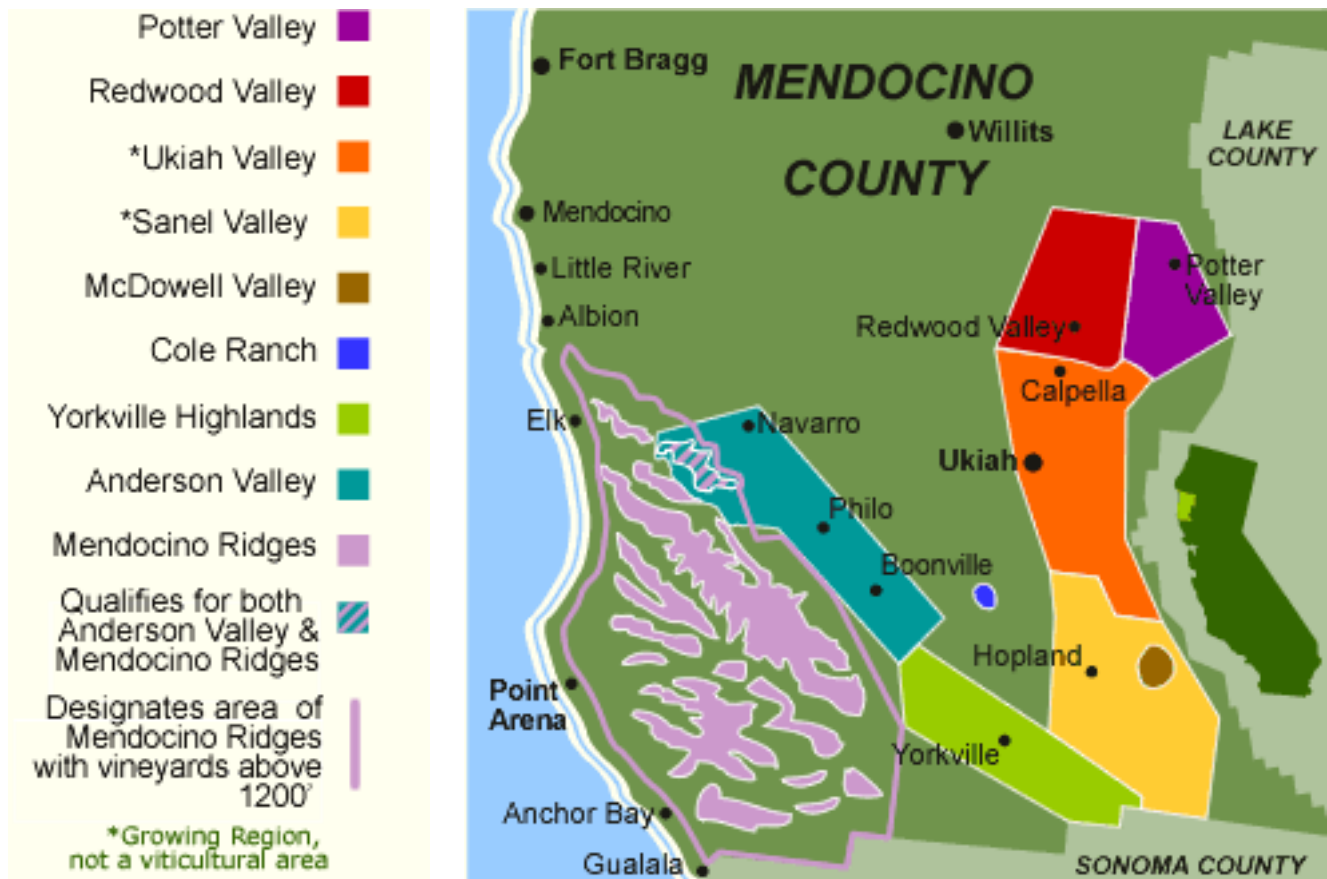 Potter Valley
Redwood Valley
*Ukiah Valley
*Sanel Valley
McDowell Valley
Cole Ranch
Yorkville Highlands
Anderson Valley
Mendocino Ridges
Qualifies for both
Anderson Valley &
Mendocino Ridges
Designates area of
Mendocino Ridges
with vineyards above
1200'
*Growing Region,
not a viticultural area
Fort Bragg
MENDOCINO
COUNTY
Willits
LAKE
COUNTY
Mendocino
Little River
Albion
Potter
Valley
Redwood Valley
Calpella
Elk
Navarro
Ukiah
Philo
Boonville
Hopland
Point
Arena
Yorkville
Anchor Bay
Gualala
SONOMA COUNTY